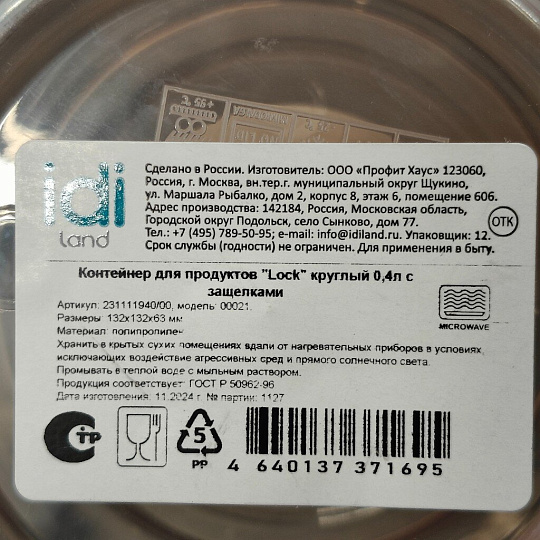 idi
land
Сделано в России. Изготовитель: ООО «Профит Хаус» 123060,
Россия, г. Москва, вн.тер.г. муниципальный округ Щукино,
ул. Маршала Рыбалко, дом 2, корпус 8, этаж 6, помещение 606.
Адрес производства: 142184, Россия, Московская область,
Городской округ Подольск, село Сынково, дом 77.
Тел.: +7 (495) 789-50-95; e-mail: info@idiland.ru. Упаковщик: 12.
Срок службы (годности) не ограничен. Для применения в быту.
ОТК
Контейнер для продуктов "Lock" круглый 0,4л с
защелками
Артикул: 231111940/00, модель: 00021.
Размеры: 132х132х63 мм
Материал: полипропилен
Хранить в крытых сухих помещениях вдали от нагревательных приборов в условиях,
исключающих воздействие агрессивных сред и прямого солнечного света.
Промывать в теплой воде с мыльным раствором.
Продукция соответствует: ГОСТ Р 50962-96
Дата изготовления: 11.2024 г. № партии: 1127
MICROWAVE
СТР
5
PP
4 640137 371695